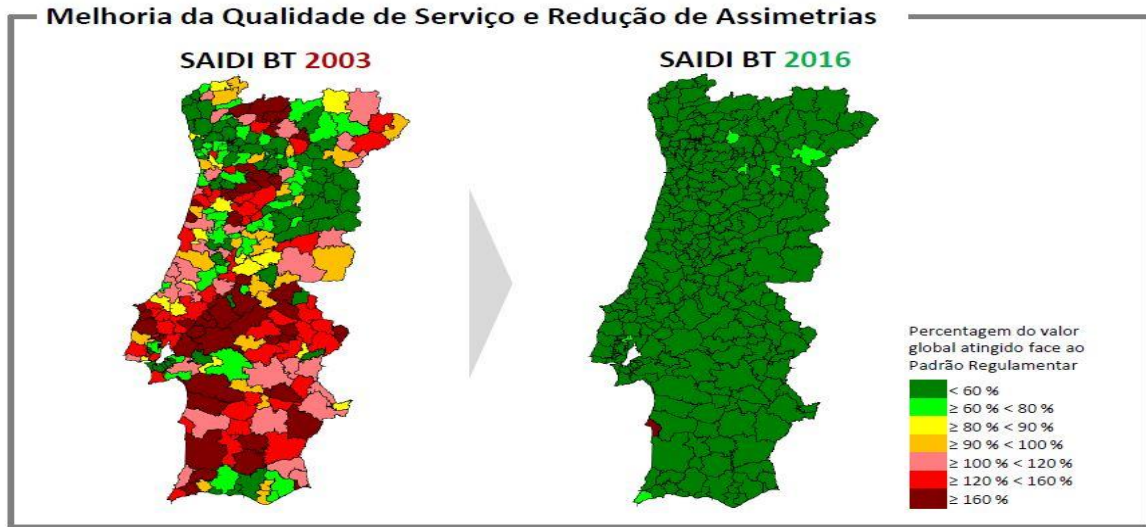 Melhoria da Qualidade de Serviço e Redução de Assimetrias
SAIDI BT 2003
SAIDI BT 2016
Percentagem do valor
global atingido face ao
Padrão Regulamentar
< 60 %
≥ 60 % < 80 %
≥ 80 % < 90 %
≥ 90 % < 100 %
≥ 100 % < 120 %
≥ 120 % < 160 %
≥ 160 %